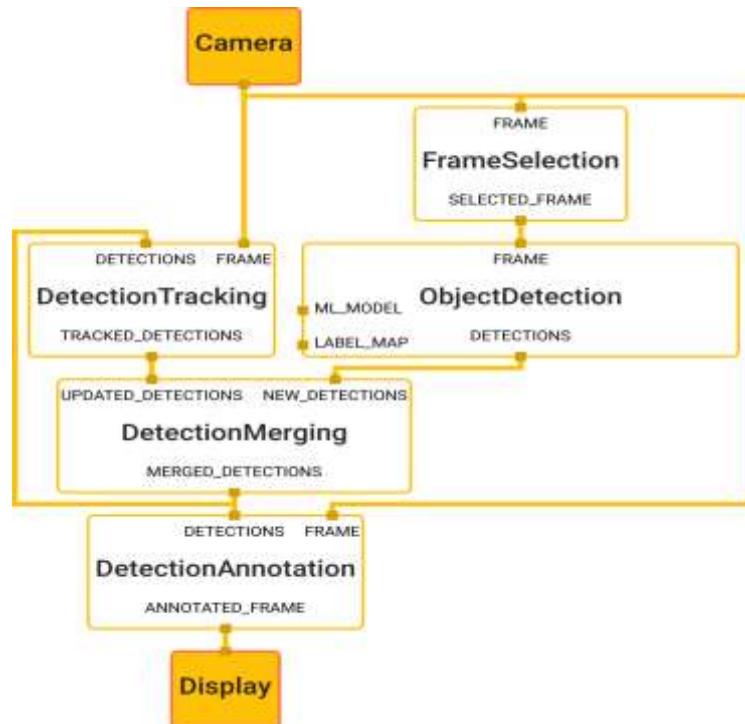 Camera
FRAME
FrameSelection
SELECTED_FRAME
DETECTIONS FRAME
DetectionTracking
TRACKED_DETECTIONS
FRAME
ObjectDetection
ML_MODEL
LABEL_MAP
DETECTIONS
UPDATED_DETECTIONS NEW_DETECTIONS
DetectionMerging
MERGED_DETECTIONS
DETECTIONS FRAME
DetectionAnnotation
ANNOTATED_FRAME
Display